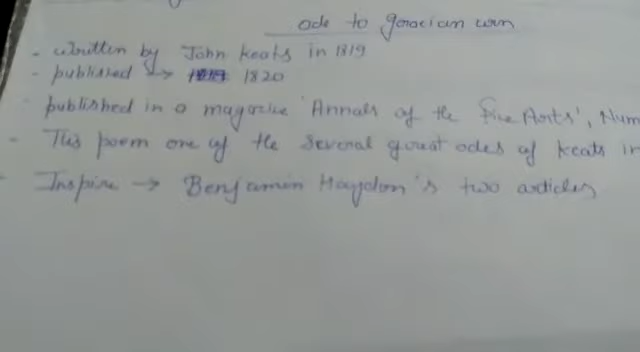 ode to goracian urn
- written by John Keats in 1819
- published → 1820
published in a magazine 'Annals of the Fine Arts', Num
- This poem one of the several great odes of Keats in
- Inspire → Benjamin Haydon's two articles